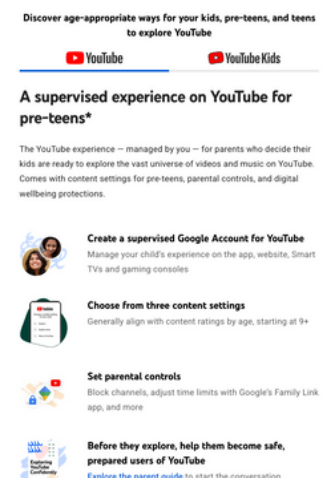 Discover age-appropriate ways for your kids, pre-teens, and teens
to explore YouTube
YouTube
YouTube Kids
A supervised experience on YouTube for
pre-teens*
The YouTube experience — managed by you — for parents who decide their
kids are ready to explore the vast universe of videos and music on YouTube.
Comes with content settings for pre-teens, parental controls, and digital
wellbeing protections.
Create a supervised Google Account for YouTube
Manage your child's experience on the app, website, Smart
TVs and gaming consoles
Choose from three content settings
Generally align with content ratings by age, starting at 9+
Set parental controls
Block channels, adjust time limits with Google's Family Link
app, and more
Before they explore, help them become safe,
prepared users of YouTube
Explore the parent guide to start the conversation
Exploring
YouTube
Confidently